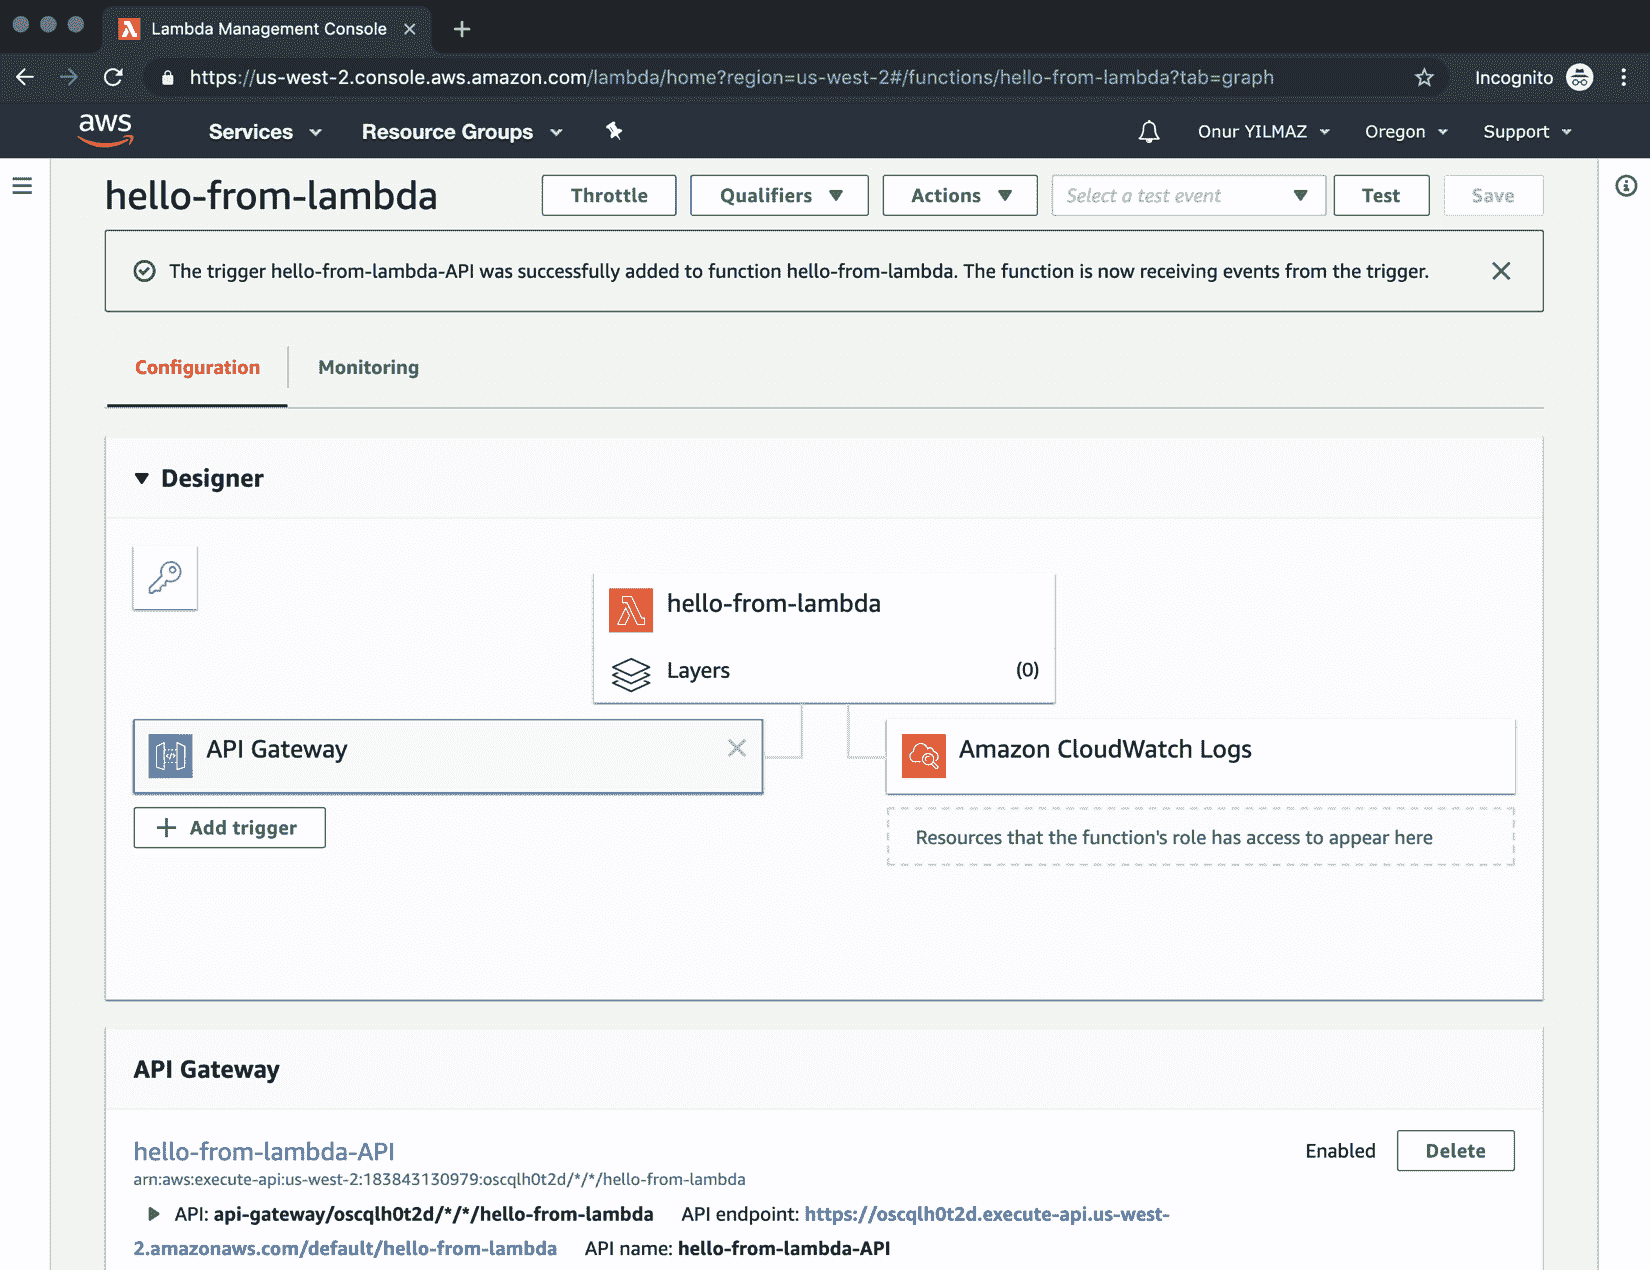 Lambda Management Console
https://us-west-2.console.aws.amazon.com/lambda/home?region=us-west-2#/functions/hello-from-lambda?tab=graph
Incognito
aws
Services
Resource Groups
Onur YILMAZ
Oregon
Support
hello-from-lambda
Throttle
Qualifiers
Actions
Select a test event
Test
Save
The trigger hello-from-lambda-API was successfully added to function hello-from-lambda. The function is now receiving events from the trigger.
Configuration
Monitoring
Designer
hello-from-lambda
Layers
(0)
API Gateway
Amazon CloudWatch Logs
+ Add trigger
Resources that the function's role has access to appear here
API Gateway
hello-from-lambda-API
Enabled
Delete
arn:aws:execute-api:us-west-2:183843130979:oscqlh0t2d/*/*/hello-from-lambda
API: api-gateway/oscqlh0t2d/*/*/hello-from-lambda API endpoint: https://oscqlh0t2d.execute-api.us-west-
2.amazonaws.com/default/hello-from-lambda API name: hello-from-lambda-API